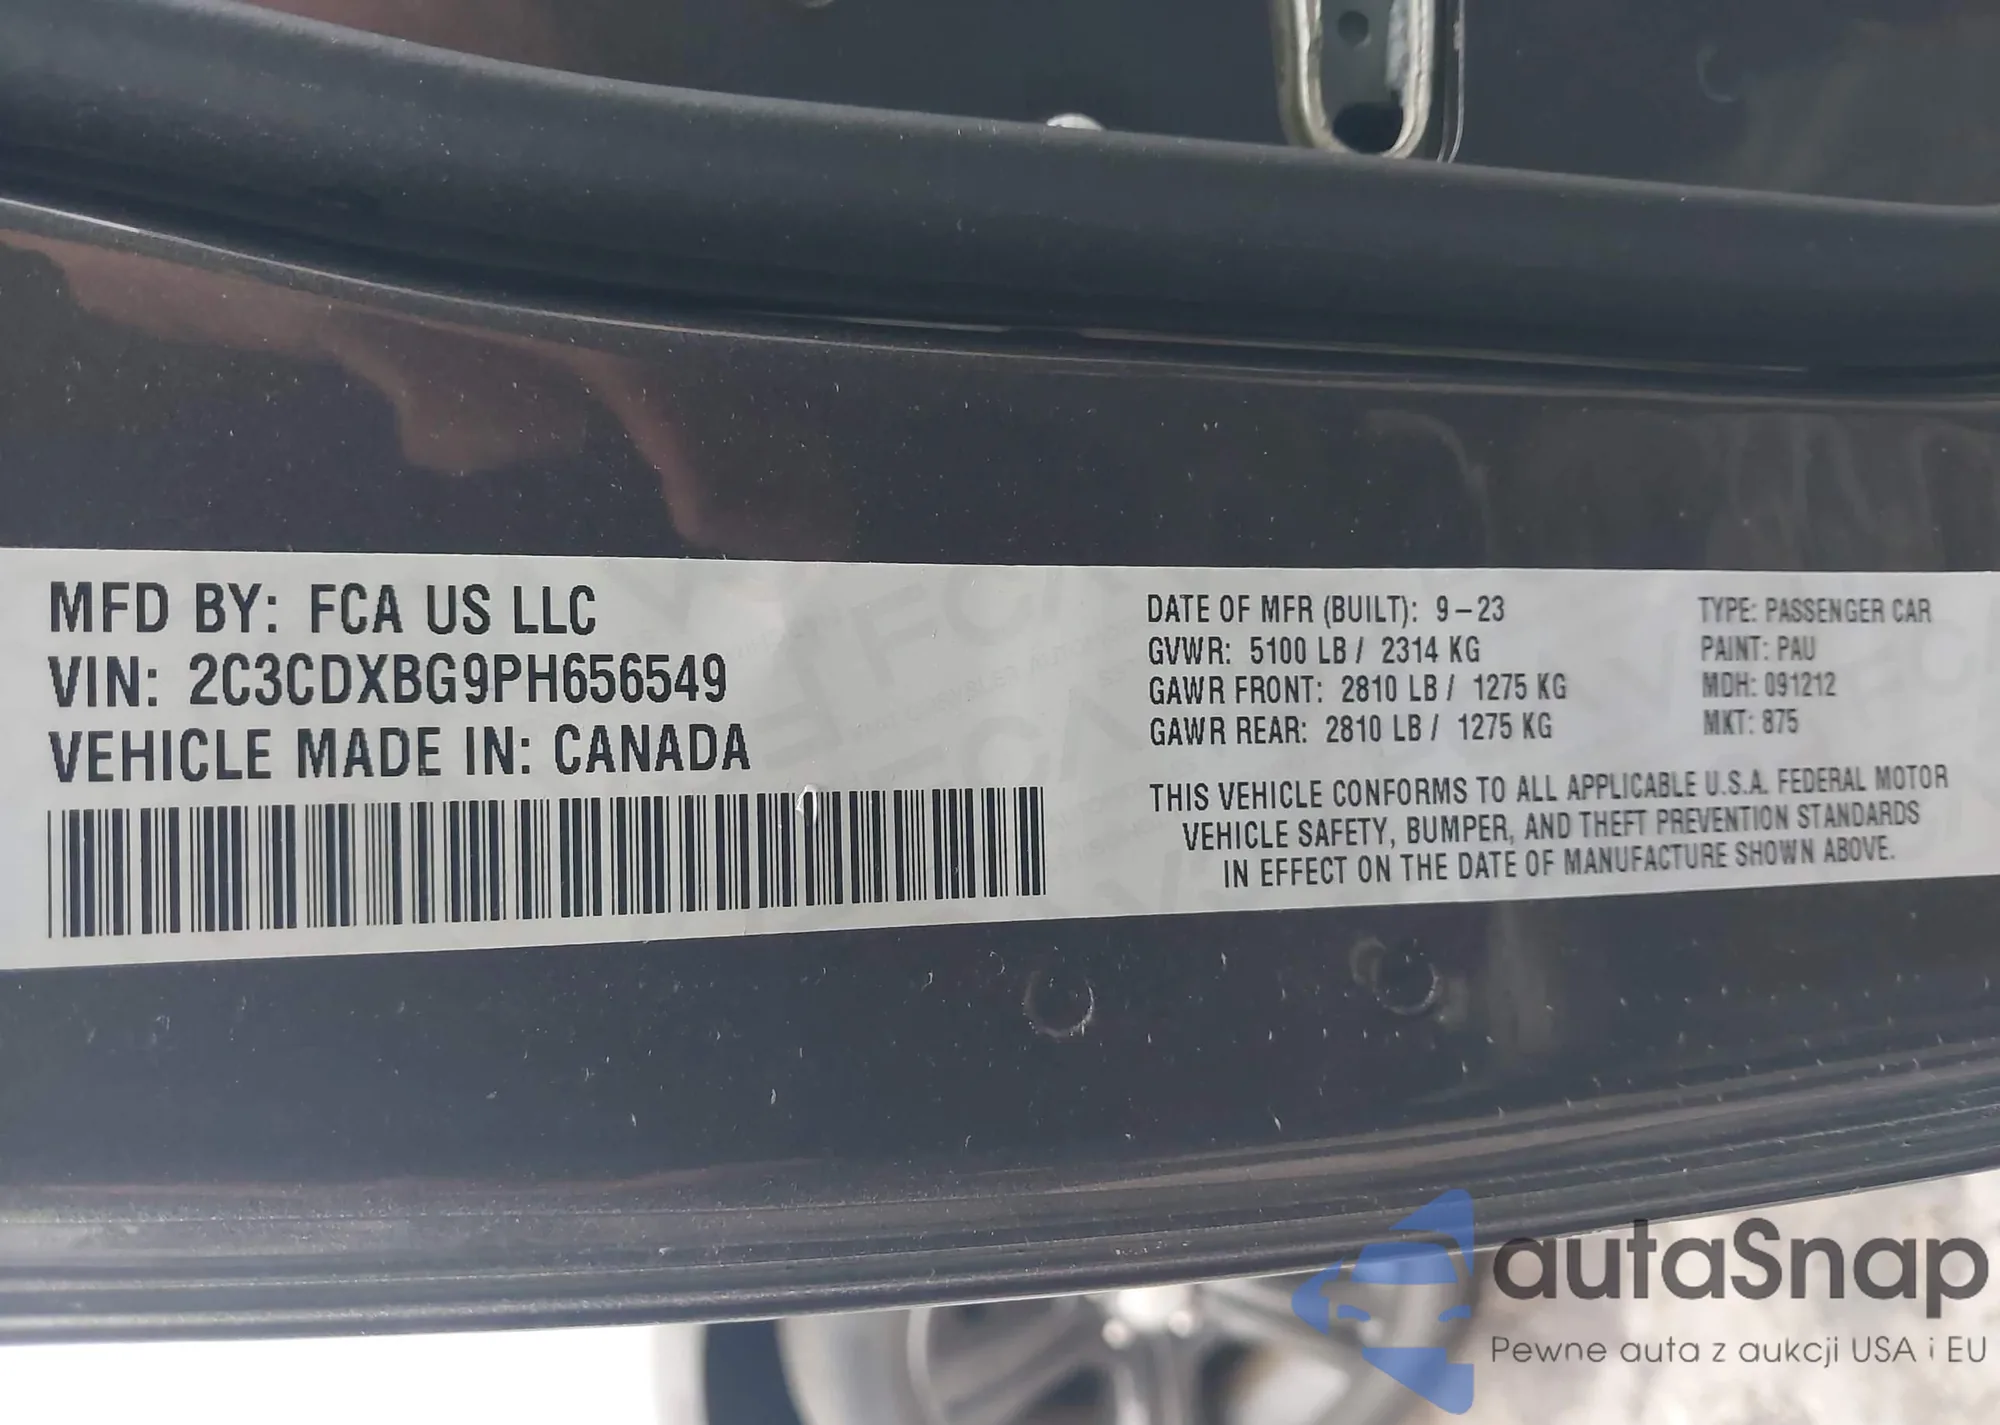 MFD BY: FCA US LLC
VIN: 2C3CDXBG9PH656549
VEHICLE MADE IN: CANADA
DATE OF MFR (BUILT): 9-23
GVWR: 5100 LB / 2314 KG
GAWR FRONT: 2810 LB / 1275 KG
GAWR REAR: 2810 LB / 1275 KG
TYPE: PASSENGER CAR
PAINT: PAU
MDH: 091212
MKT: 875
THIS VEHICLE CONFORMS TO ALL APPLICABLE U.S.A. FEDERAL MOTOR
VEHICLE SAFETY, BUMPER, AND THEFT PREVENTION STANDARDS
IN EFFECT ON THE DATE OF MANUFACTURE SHOWN ABOVE.
autaSnap
Pewne auta z aukcji USA i EU